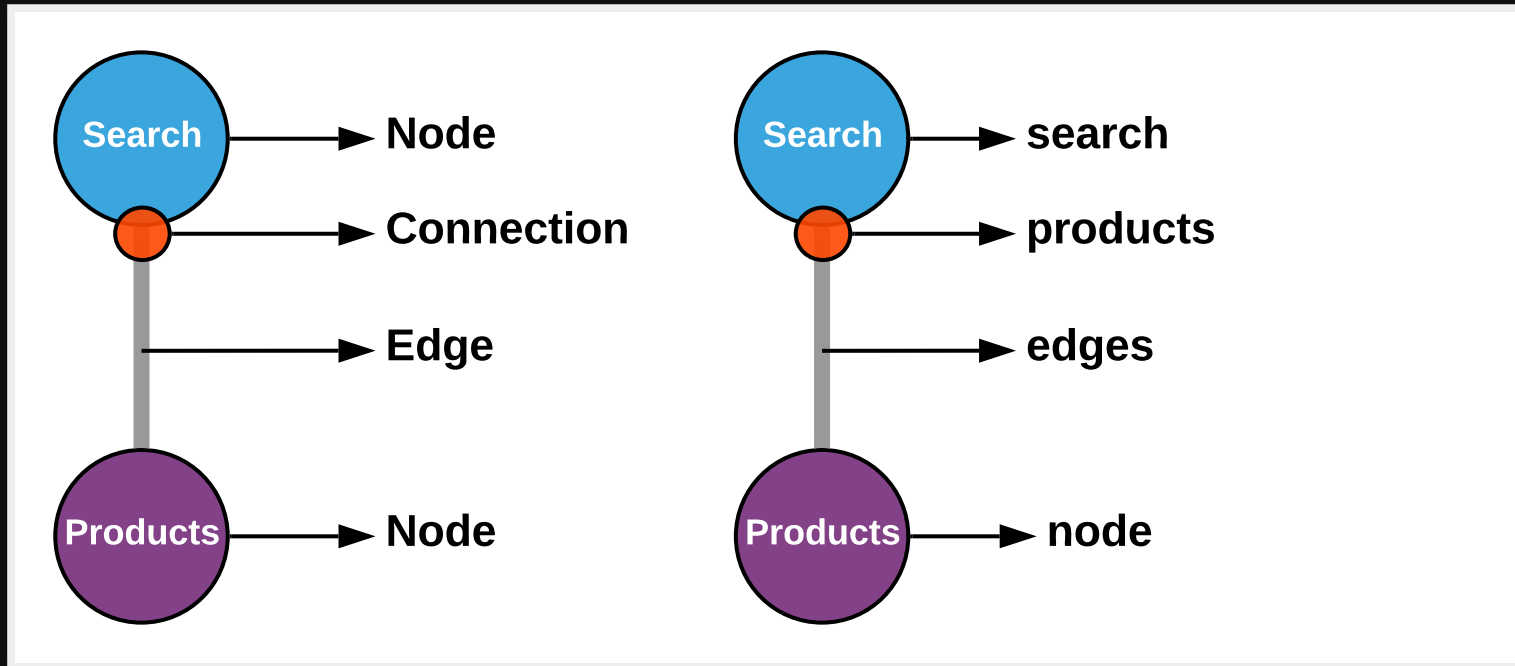 Search
Node
Connection
Edge
Products
Node
Search
search
products
edges
Products
node